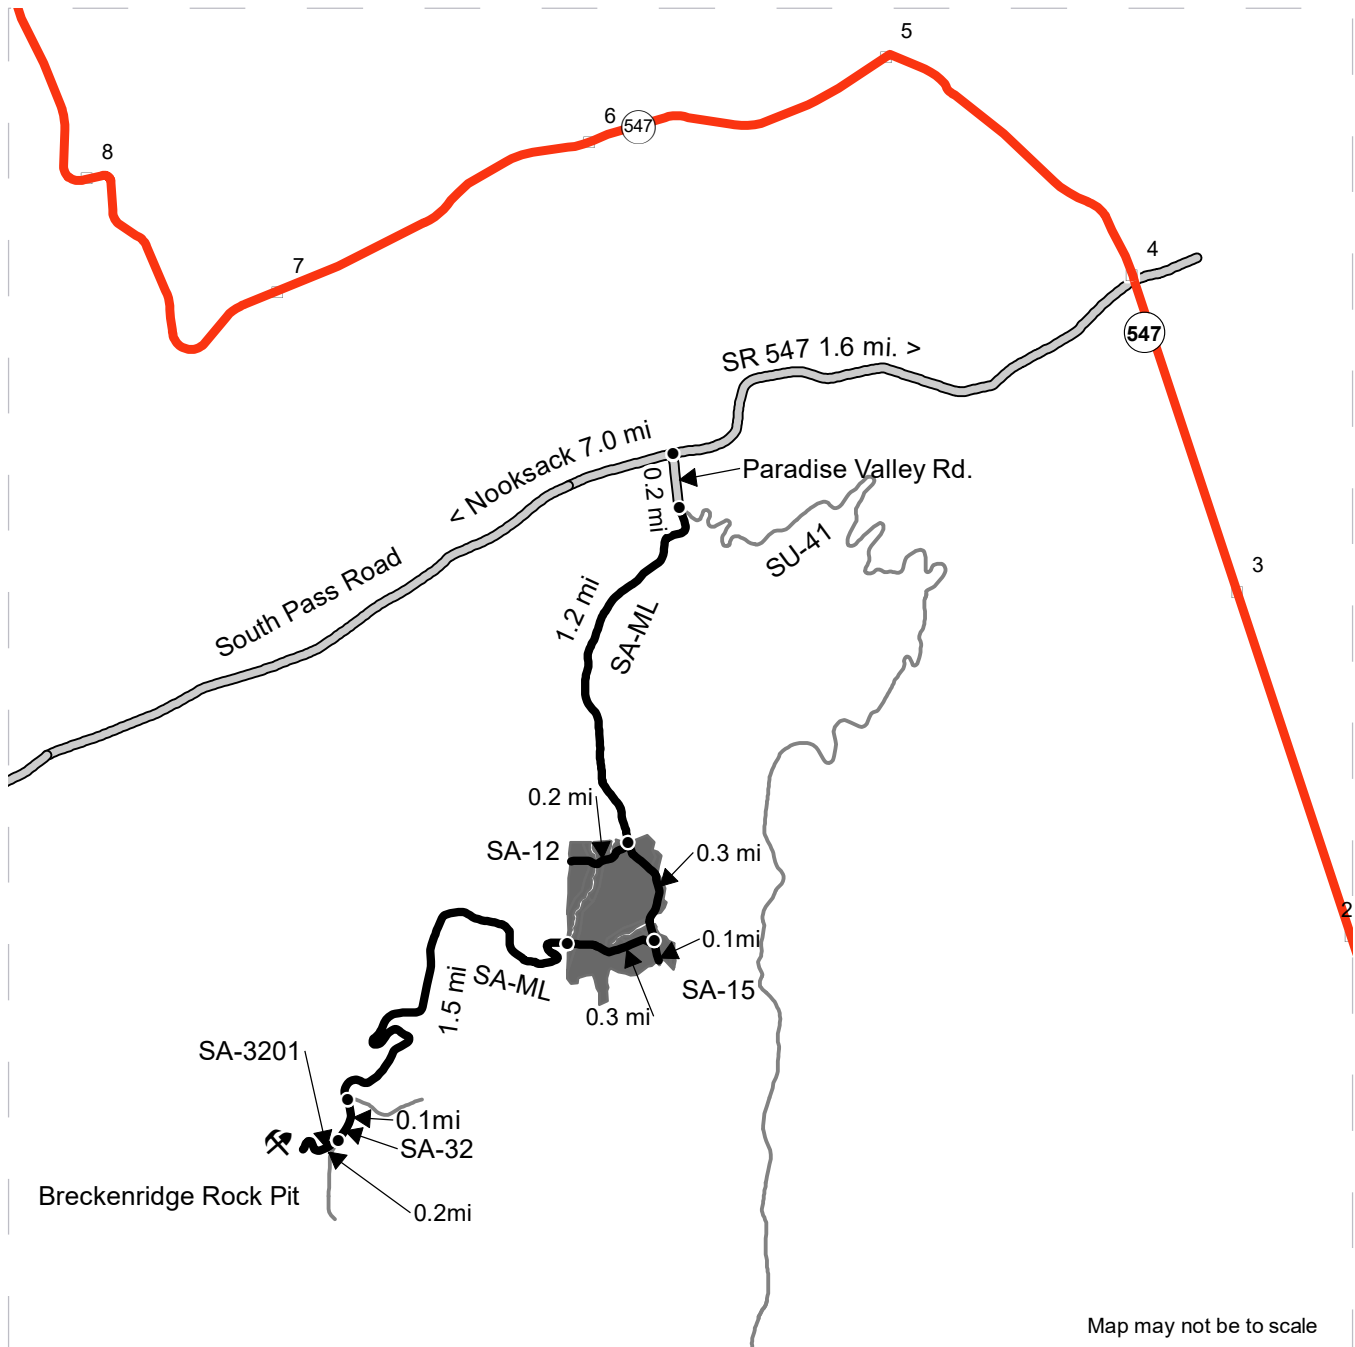 5
6
547
8
7
4
547
SR 547 1.6 mi. >
< Nooksack 7.0 mi
Paradise Valley Rd.
0.2 mi
SU-41
South Pass Road
1.2 mi
SA-ML
3
0.2 mi
SA-12
0.3 mi
2
0.1mi
SA-ML
SA-15
1.5 mi
0.3 mi
SA-3201
0.1mi
SA-32
Breckenridge Rock Pit
0.2mi
Map may not be to scale